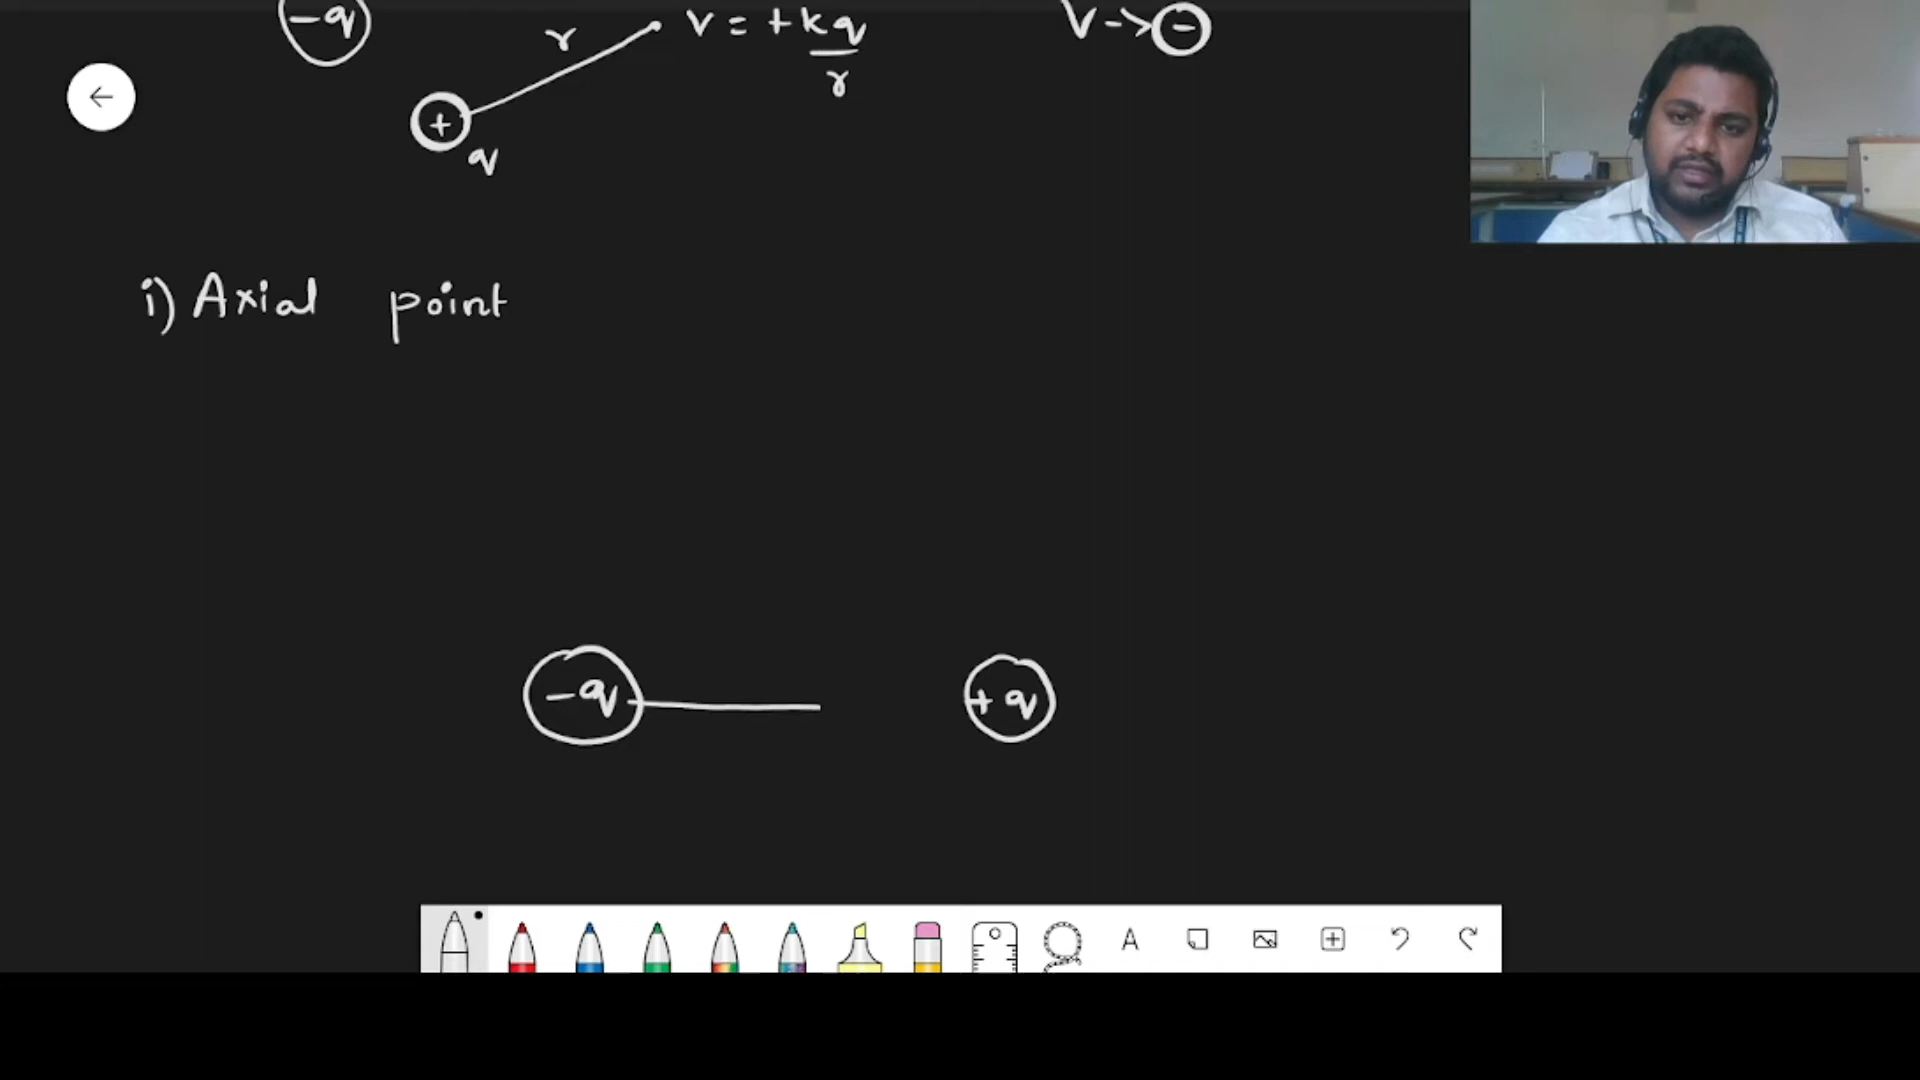 -q r V = +kq/r V -> -
+
q
i) Axial point
-q +q
A